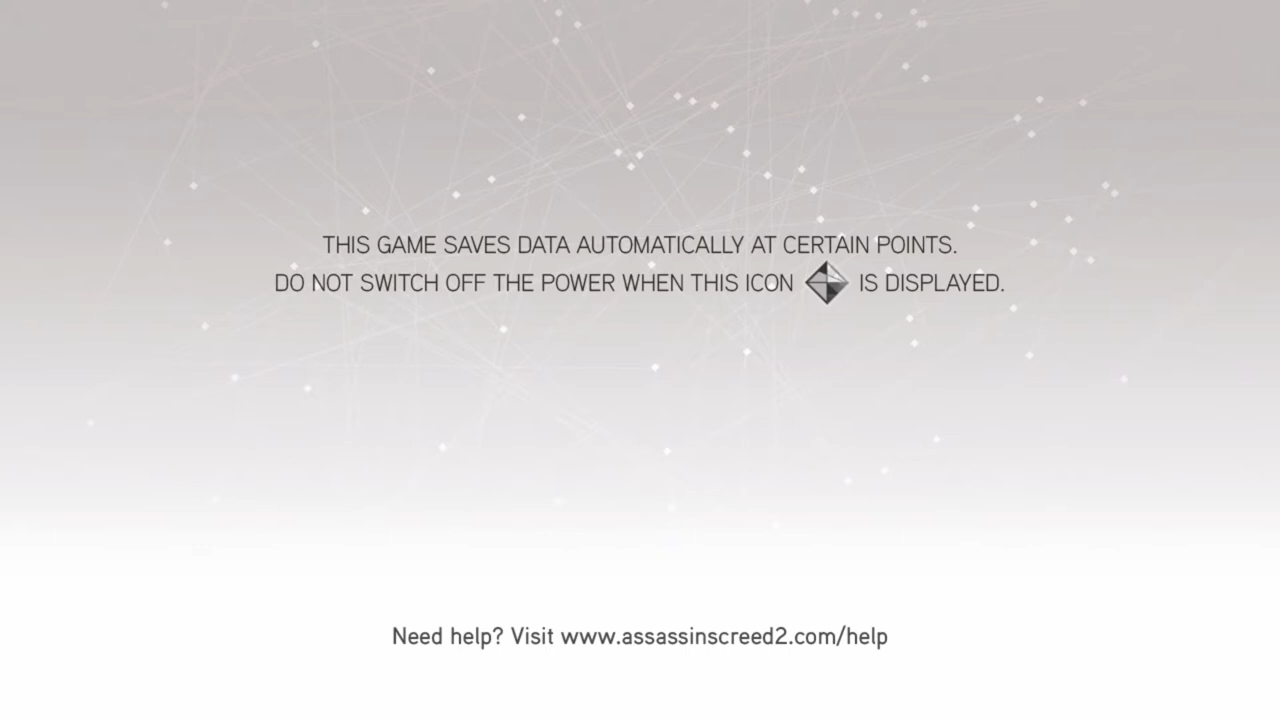 THIS GAME SAVES DATA AUTOMATICALLY AT CERTAIN POINTS.
DO NOT SWITCH OFF THE POWER WHEN THIS ICON IS DISPLAYED.
Need help? Visit www.assassinscreed2.com/help